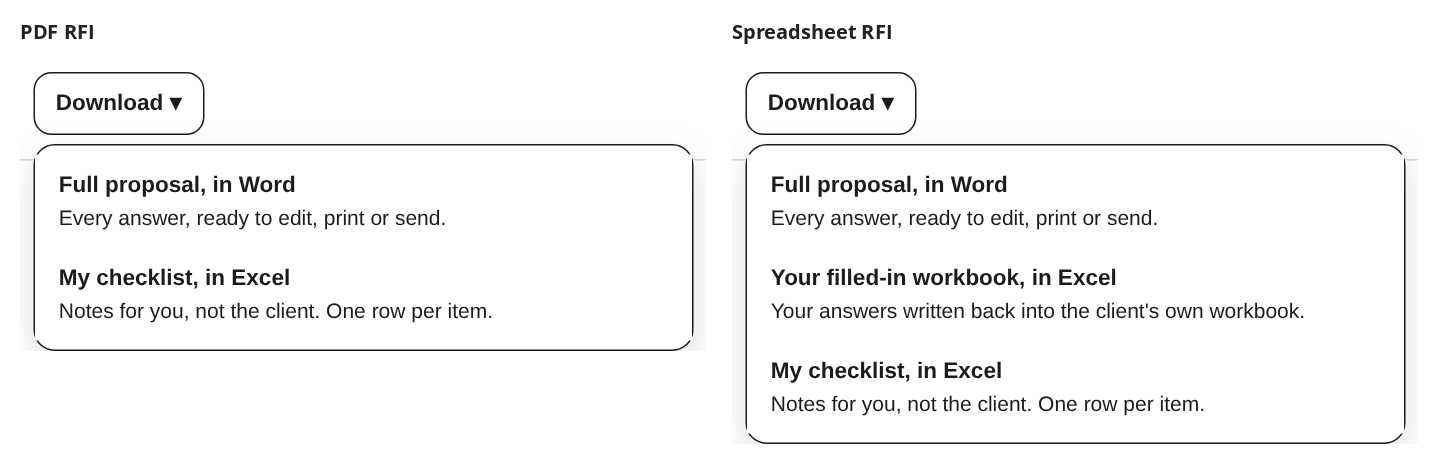 PDF RFI
Download ▼
Full proposal, in Word
Every answer, ready to edit, print or send.
My checklist, in Excel
Notes for you, not the client. One row per item.
Spreadsheet RFI
Download ▼
Full proposal, in Word
Every answer, ready to edit, print or send.
Your filled-in workbook, in Excel
Your answers written back into the client's own workbook.
My checklist, in Excel
Notes for you, not the client. One row per item.